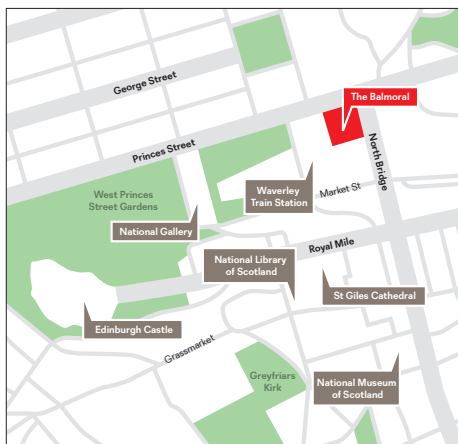 George Street
The Balmoral
Princes Street
North Bridge
West Princes
Street Gardens
Waverley
Train Station
Market St
National Gallery
Royal Mile
National Library
of Scotland
St Giles Cathedral
Edinburgh Castle
Grassmarket
Greyfriars
Kirk
National Museum
of Scotland